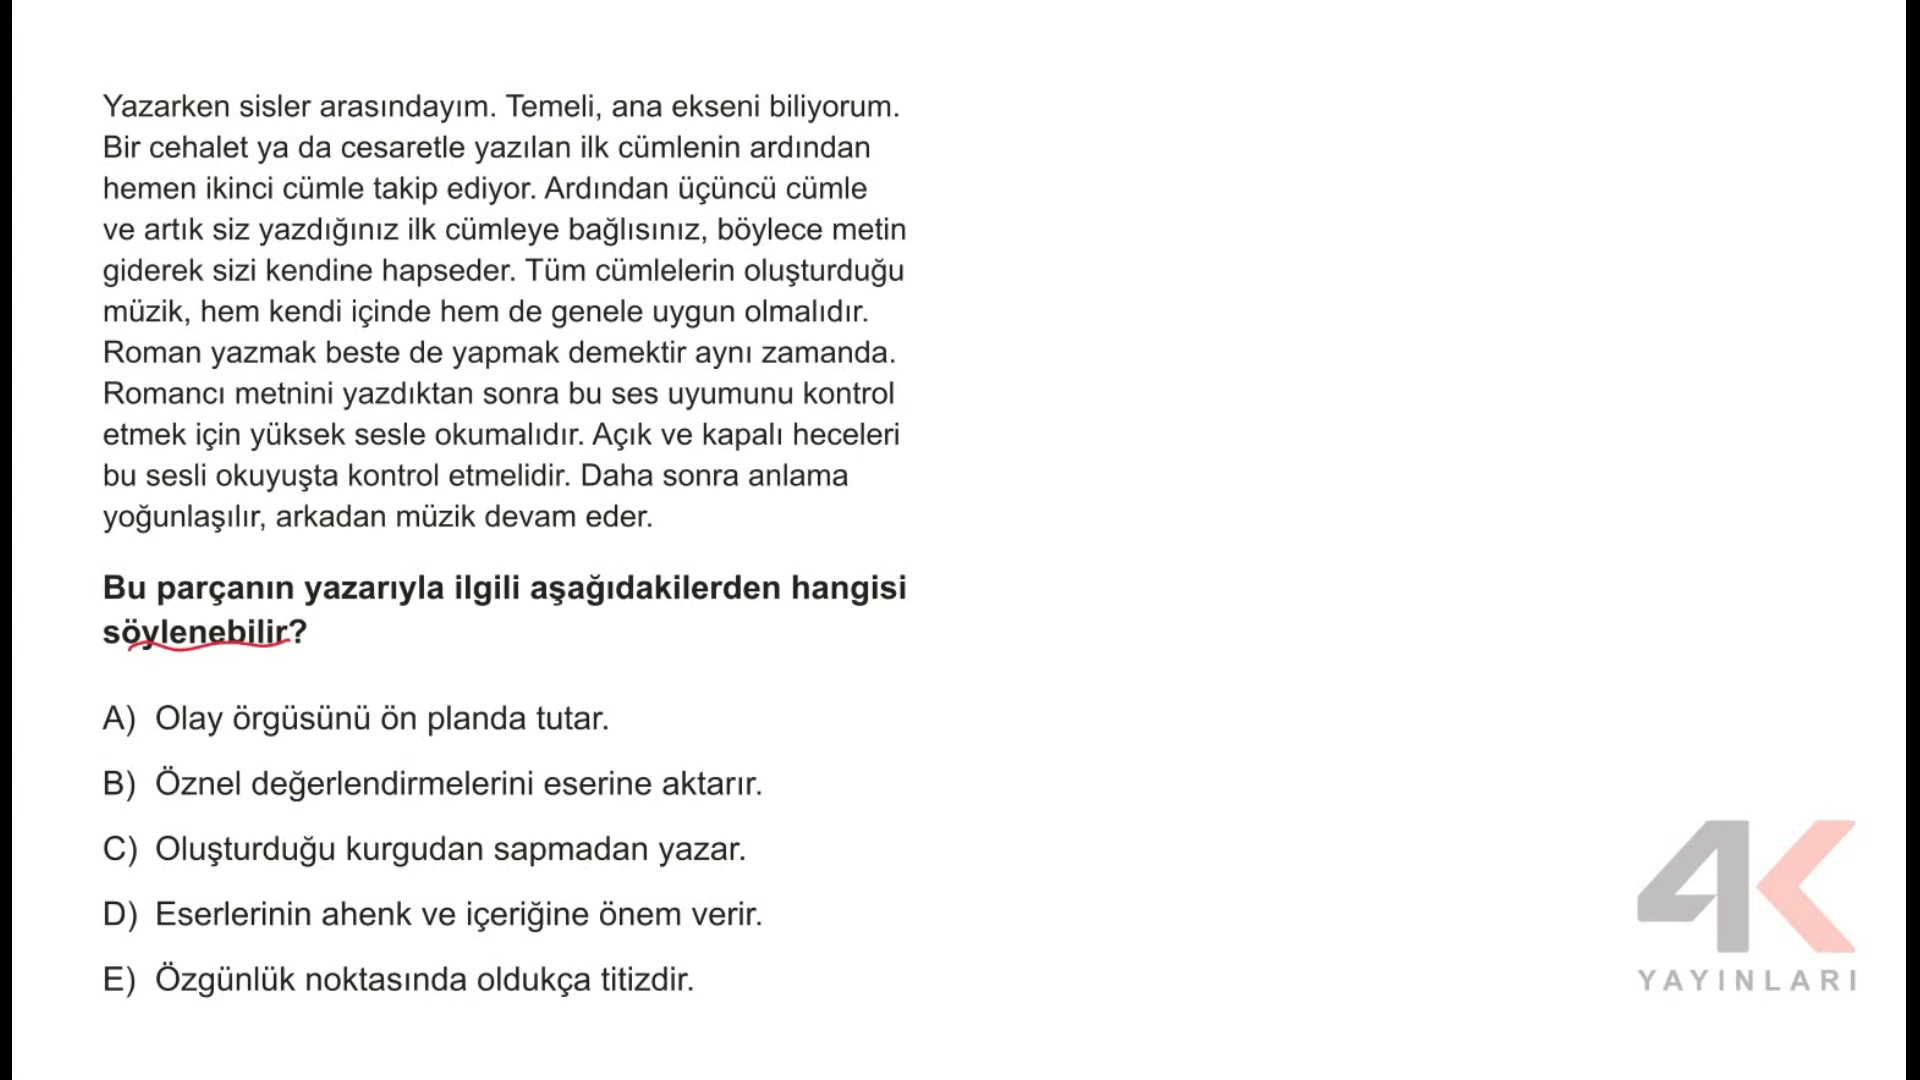 Yazarken sisler arasındayım. Temeli, ana ekseni biliyorum.
Bir cehalet ya da cesaretle yazılan ilk cümlenin ardından
hemen ikinci cümle takip ediyor. Ardından üçüncü cümle
ve artık siz yazdığınız ilk cümleye bağlısınız, böylece metin
giderek sizi kendine hapseder. Tüm cümlelerin oluşturduğu
müzik, hem kendi içinde hem de genele uygun olmalıdır.
Roman yazmak beste de yapmak demektir aynı zamanda.
Romancı metnini yazdıktan sonra bu ses uyumunu kontrol
etmek için yüksek sesle okumalıdır. Açık ve kapalı heceleri
bu sesli okuyuşta kontrol etmelidir. Daha sonra anlama
yoğunlaşılır, arkadan müzik devam eder.
Bu parçanın yazarıyla ilgili aşağıdakilerden hangisi
söylenebilir?
A) Olay örgüsünü ön planda tutar.
B) Öznel değerlendirmelerini eserine aktarır.
C) Oluşturduğu kurgudan sapmadan yazar.
D) Eserlerinin ahenk ve içeriğine önem verir.
E) Özgünlük noktasında oldukça titizdir.
4K
YAYINLARI